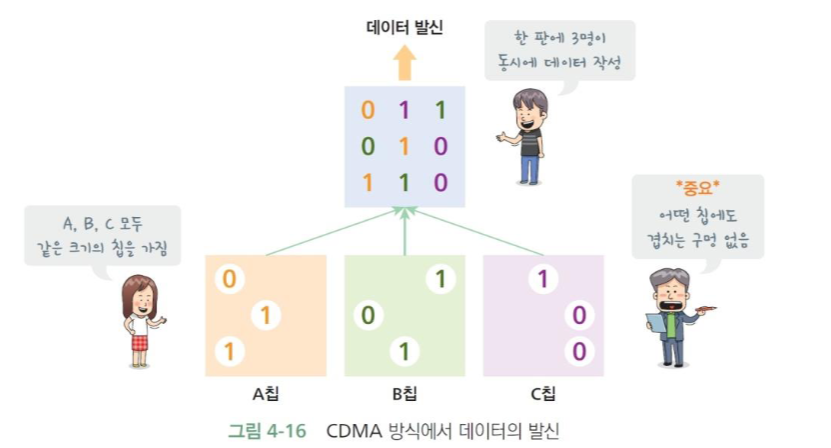 데이터 발신
한 판에 3명이
동시에 데이터 작성
0 1 1
0 1 0
1 1 0
*중요*
어떤 칩에도
겹치는 구멍 없음
A, B, C 모두
같은 크기의 칩을 가짐
0
1
1
1
0
1
1
0
0
A칩
B칩
C칩
그림 4-16 CDMA 방식에서 데이터의 발신